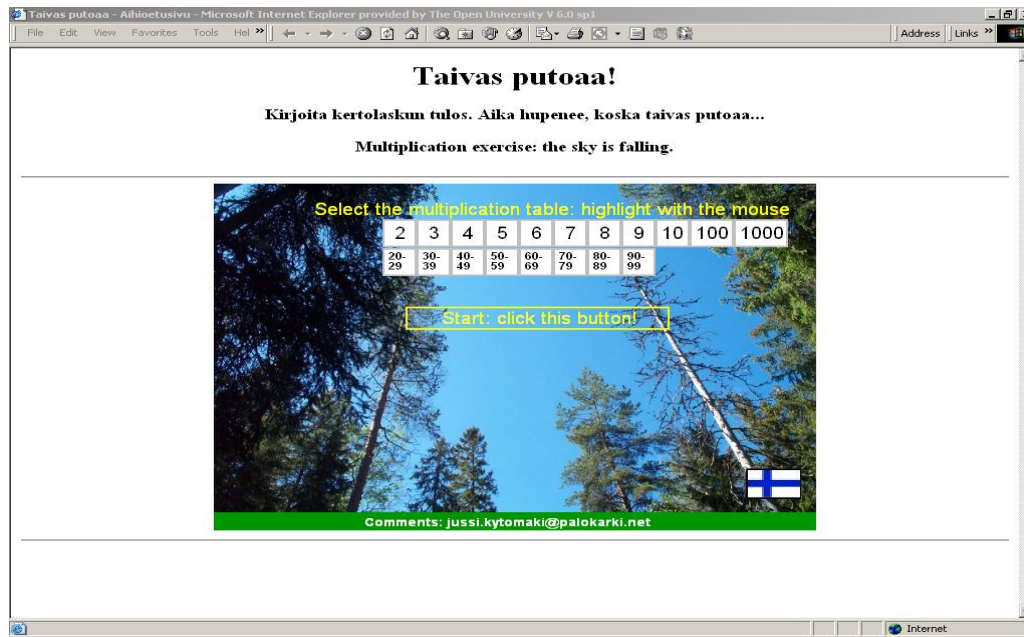 Taivas putoaa - Aihioetusivu - Microsoft Internet Explorer provided by The Open University V 6.0 sp1
File Edit View Favorites Tools Hel » Address Links »
Taivas putoaa!
Kirjoita kertolaskun tulos. Aika hupenee, koska taivas putoaa...
Multiplication exercise: the sky is falling.
Select the multiplication table: highlight with the mouse
2 3 4 5 6 7 8 9 10 100 1000
20-29 30-39 40-49 50-59 60-69 70-79 80-89 90-99
Start: click this button!
Comments: jussi.kytomaki@palokarki.net
Internet